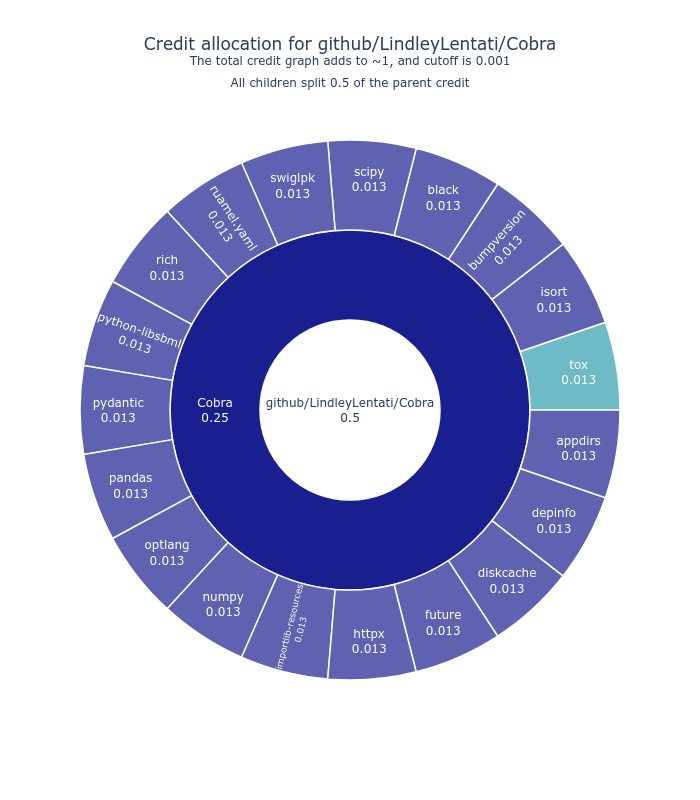 Credit allocation for github/LindleyLentati/Cobra
The total credit graph adds to ~1, and cutoff is 0.001
All children split 0.5 of the parent credit
github/LindleyLentati/Cobra
0.5
Cobra
0.25
tox
0.013
isort
0.013
bumpversion
0.013
black
0.013
scipy
0.013
swiglpk
0.013
ruamel.yaml
0.013
rich
0.013
python-libsbml
0.013
pydantic
0.013
pandas
0.013
optlang
0.013
numpy
0.013
importlib-resources
0.013
httpx
0.013
future
0.013
diskcache
0.013
depinfo
0.013
appdirs
0.013